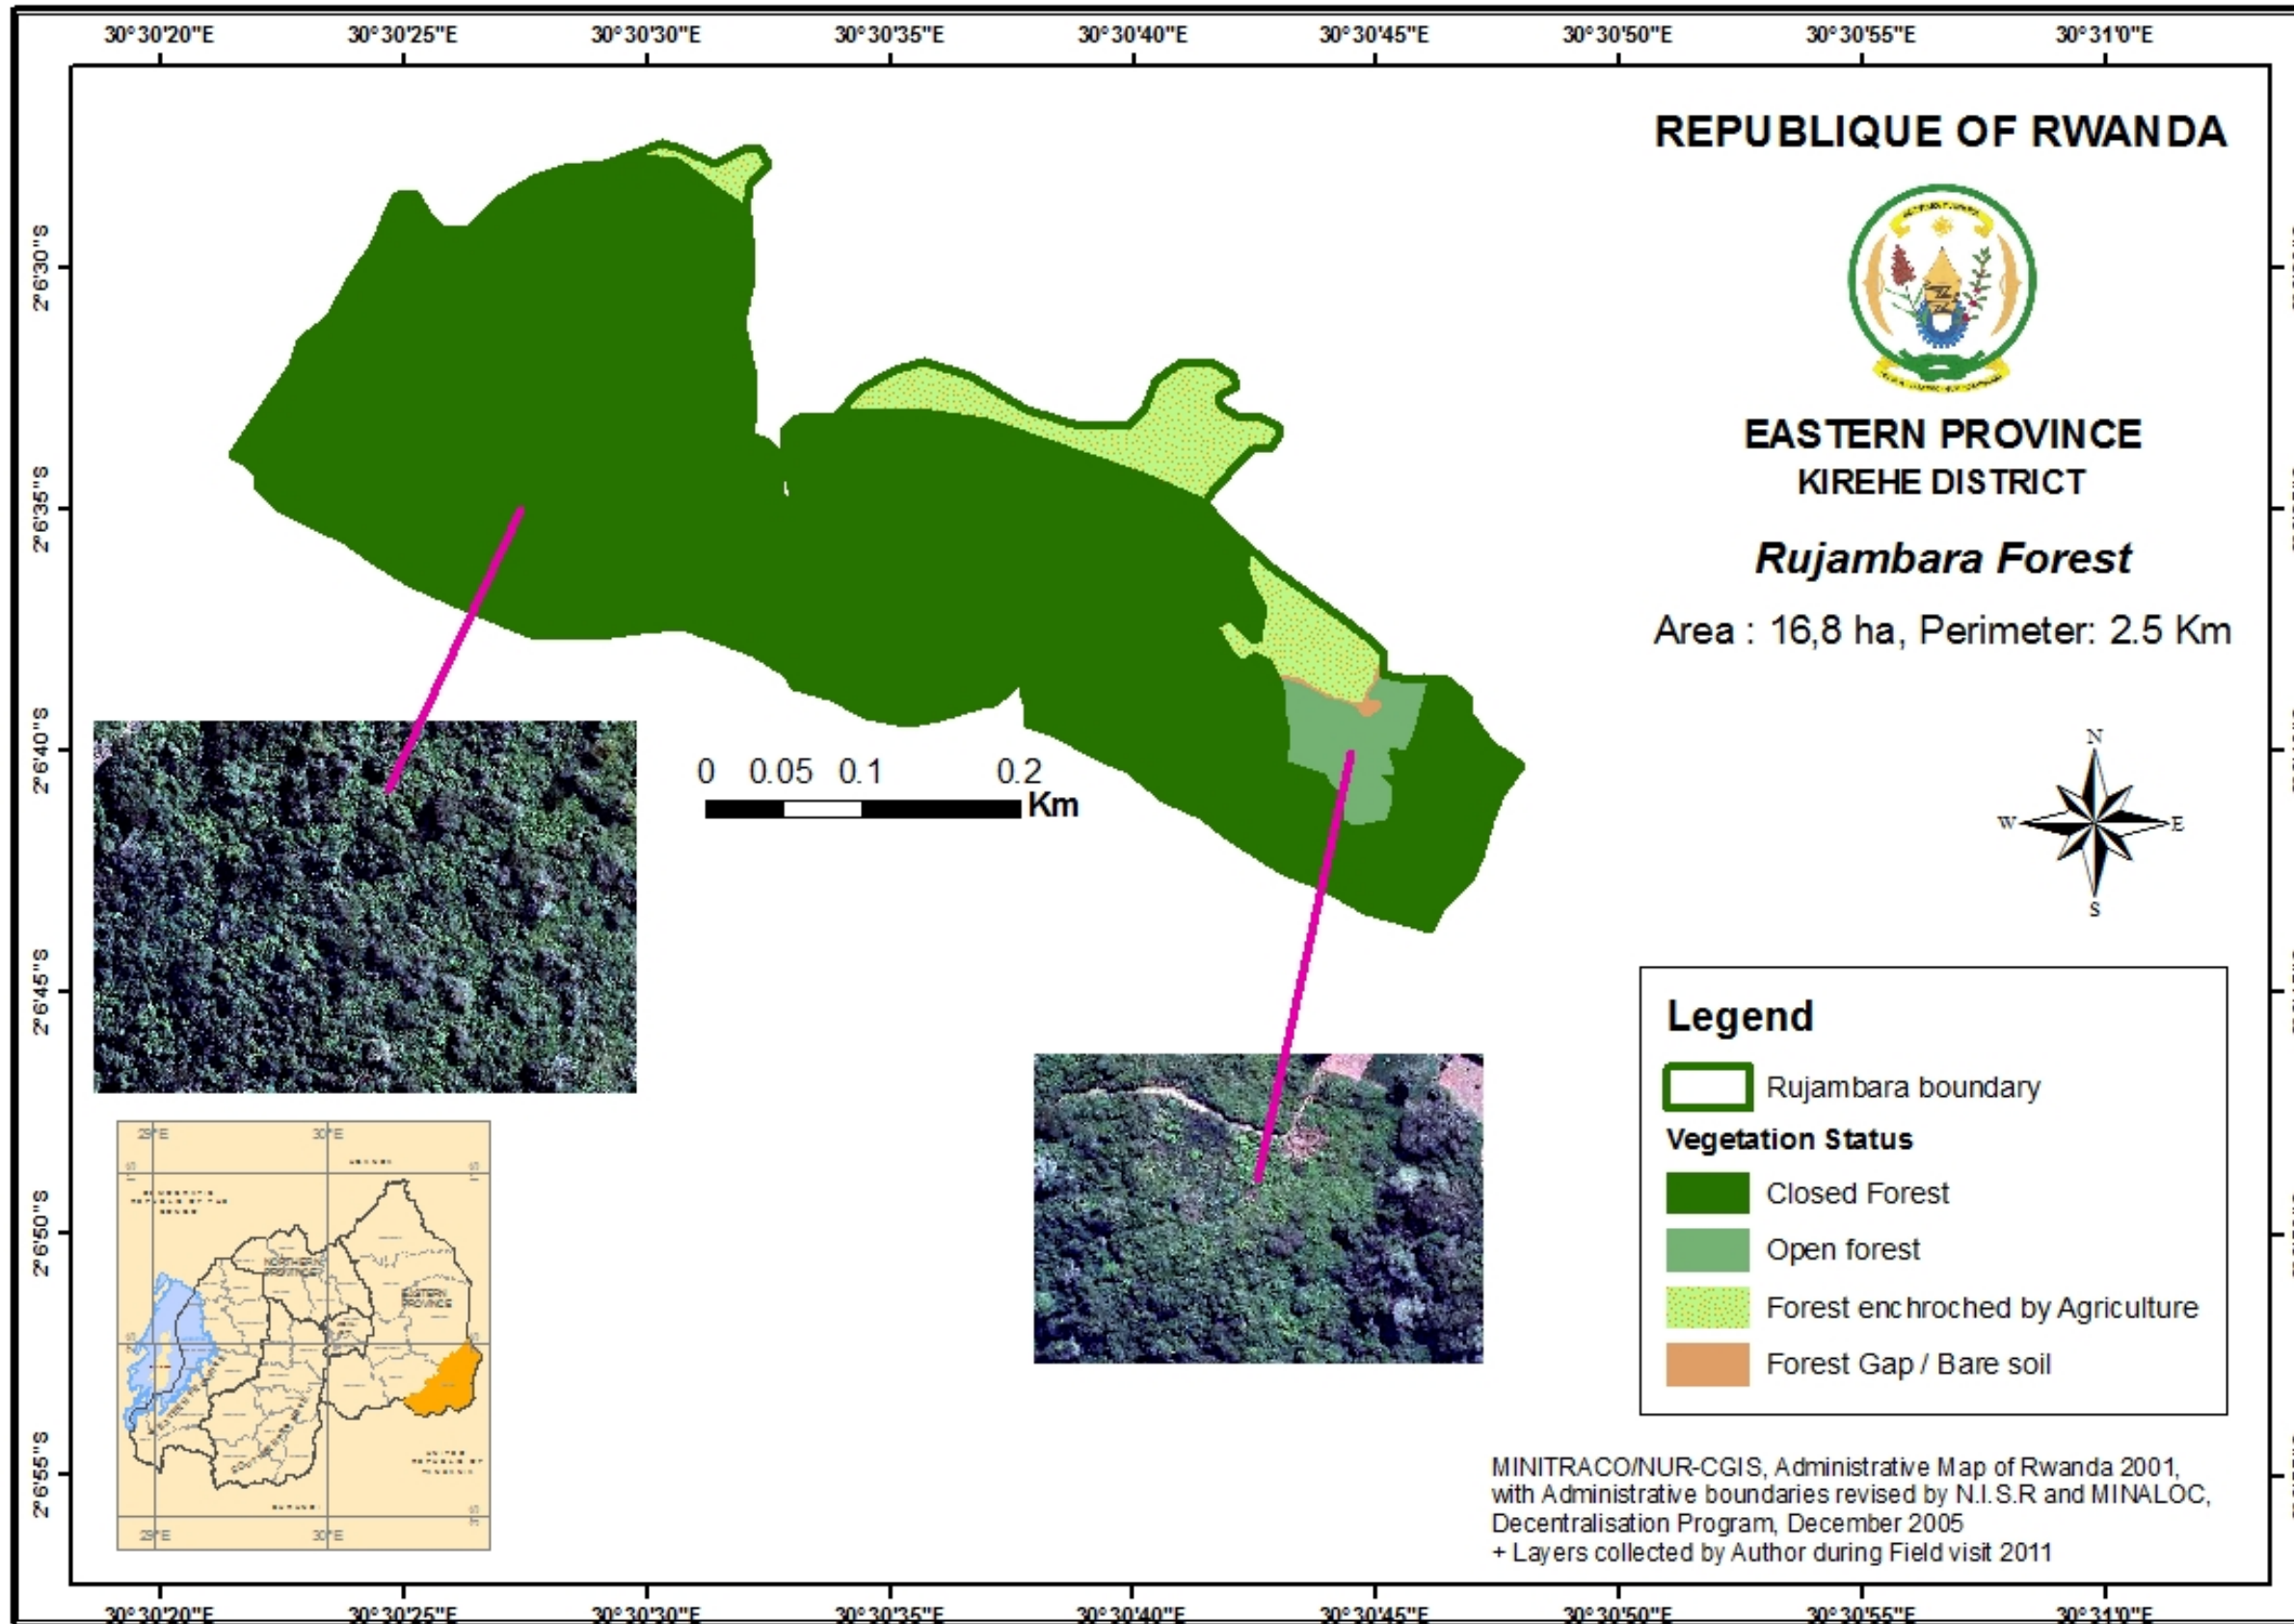 30°30'20"E 30°30'25"E 30°30'30"E 30°30'35"E 30°30'40"E 30°30'45"E 30°30'50"E 30°30'55"E 30°31'0"E
REPUBLIQUE OF RWANDA
EASTERN PROVINCE
KIREHE DISTRICT
Rujambara Forest
Area : 16,8 ha, Perimeter: 2.5 Km
2°6'30"S
2°6'35"S
2°6'40"S
2°6'45"S
2°6'50"S
2°6'55"S
0 0.05 0.1 0.2
Km
N
W E
S
Legend
Rujambara boundary
Vegetation Status
Closed Forest
Open forest
Forest enchroched by Agriculture
Forest Gap / Bare soil
29°E 30°E
NORTHERN
PROVINCE
EASTERN
PROVINCE
29°E 30°E
MINITRACO/NUR-CGIS, Administrative Map of Rwanda 2001,
with Administrative boundaries revised by N.I.S.R and MINALOC,
Decentralisation Program, December 2005
+ Layers collected by Author during Field visit 2011
30°30'20"E 30°30'25"E 30°30'30"E 30°30'35"E 30°30'40"E 30°30'45"E 30°30'50"E 30°30'55"E 30°31'0"E